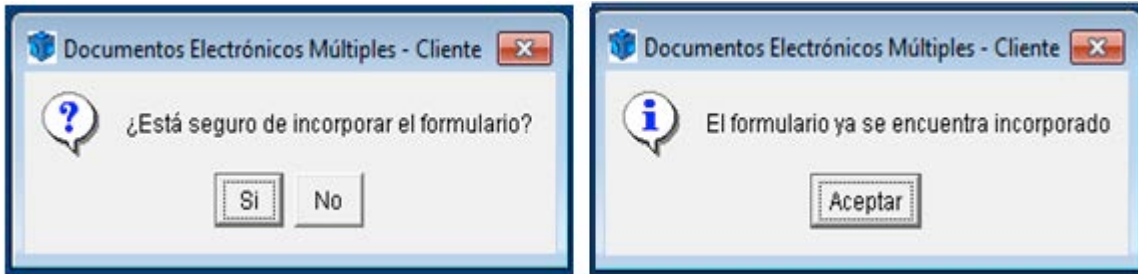 Documentos Electrónicos Múltiples - Cliente
¿Está seguro de incorporar el formulario?
Si
No
Documentos Electrónicos Múltiples - Cliente
El formulario ya se encuentra incorporado
Aceptar